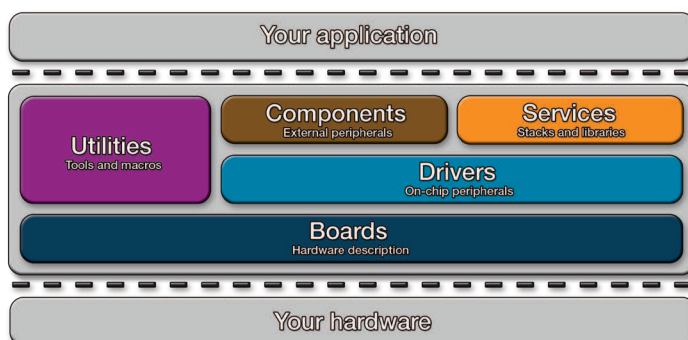 Your application
Utilities
Tools and macros
Components
External peripherals
Services
Stacks and libraries
Drivers
On-chip peripherals
Boards
Hardware description
Your hardware